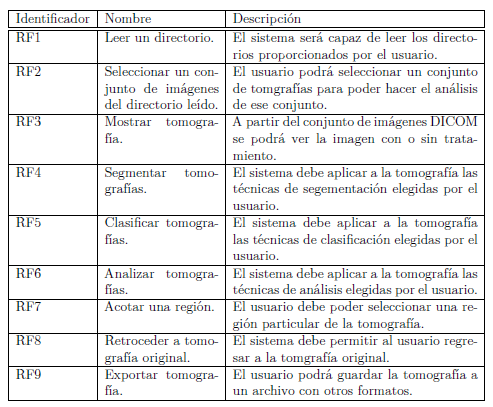 Identificador Nombre Descripción
RF1 Leer un directorio. El sistema será capaz de leer los directo-
rios proporcionados por el usuario.
RF2 Seleccionar un con- El usuario podrá seleccionar un conjunto
junto de imágenes de tomgrafías para poder hacer el análisis
del directorio leído. de ese conjunto.
RF3 Mostrar tomogra- A partir del conjunto de imágenes DICOM
fía. se podrá ver la imagen con o sin trata-
miento.
RF4 Segmentar tomo- El sistema debe aplicar a la tomografía las
grafías. técnicas de segementación elegidas por el
usuario.
RF5 Clasificar tomogra- El sistema debe aplicar a la tomografía
fías. las técnicas de clasificación elegidas por el
usuario.
RF6 Analizar tomogra- El sistema debe aplicar a la tomografía las
fías. técnicas de análisis elegidas por el usuario.
RF7 Acotar una región. El usuario debe poder seleccionar una re-
gión particular de la tomografía.
RF8 Retroceder a tomo- El sistema debe permitir al usuario regre-
grafía original. sar a la tomgrafía original.
RF9 Exportar tomogra- El usuario podrá guardar la tomografía a
fía. un archivo con otros formatos.